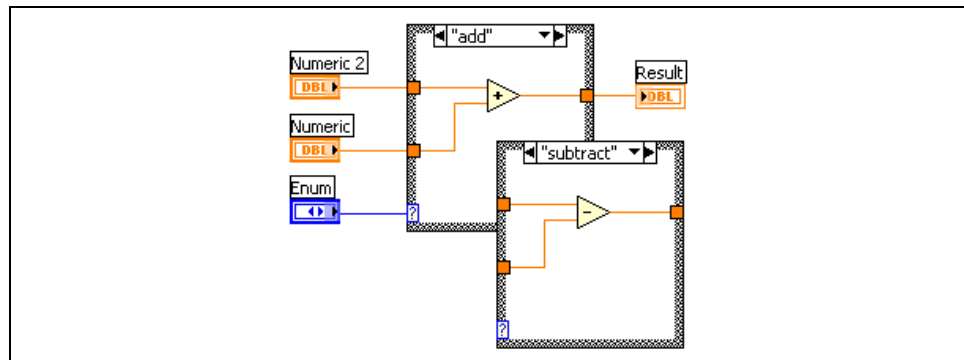 "add"
Numeric 2
DBL
Result
DBL
+
Numeric
DBL
"subtract"
Enum
?
-
?